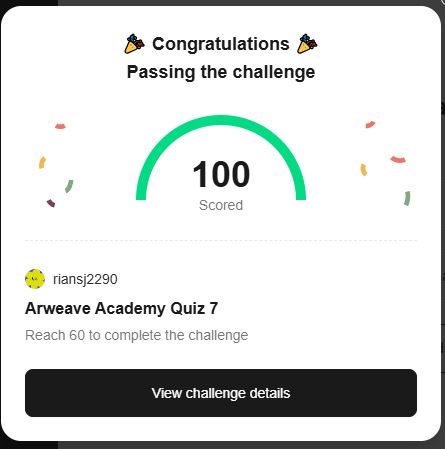 🎉 Congratulations 🎉
Passing the challenge
100
Scored
riansj2290
Arweave Academy Quiz 7
Reach 60 to complete the challenge
View challenge details